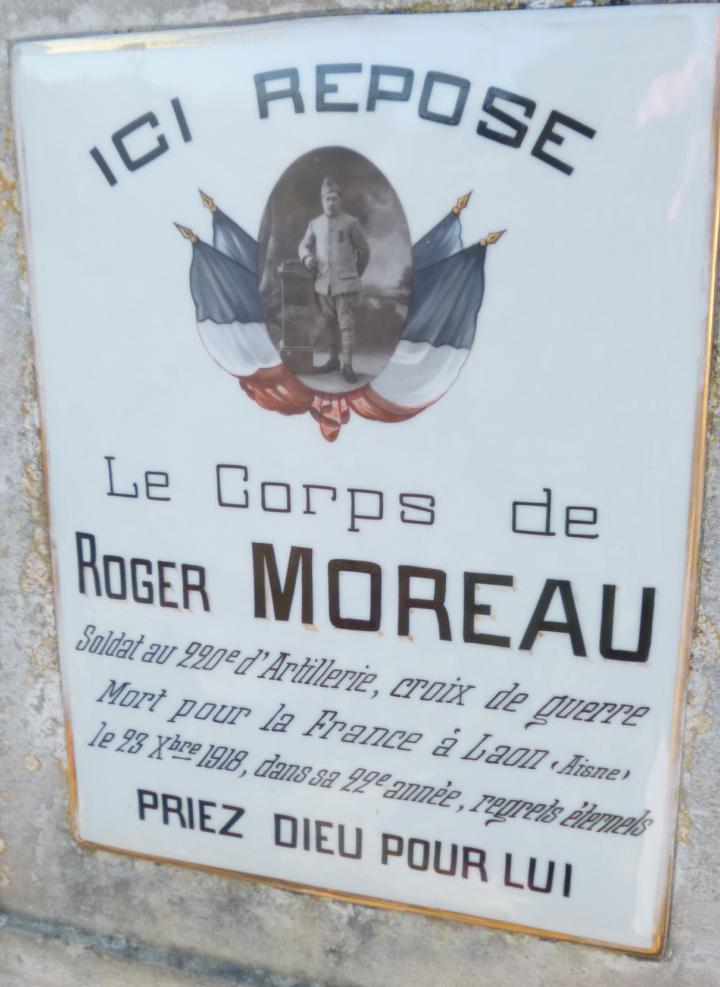 ICI REPOSE
Le Corps de
ROGER MOREAU
Soldat au 220e d'Artillerie, croix de guerre
Mort pour la France à Laon (Aisne)
le 23 Xbre 1918, dans sa 22e année, regrets éternels
PRIEZ DIEU POUR LUI